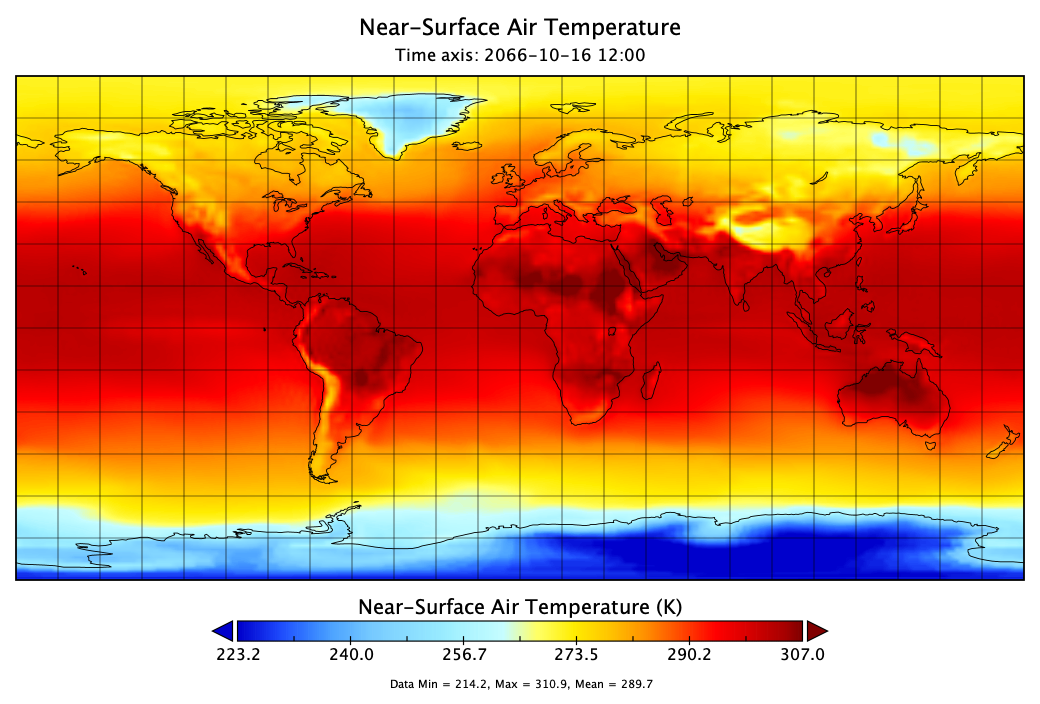 Near-Surface Air Temperature
Time axis: 2066-10-16 12:00
Near-Surface Air Temperature (K)
223.2 240.0 256.7 273.5 290.2 307.0
Data Min = 214.2, Max = 310.9, Mean = 289.7